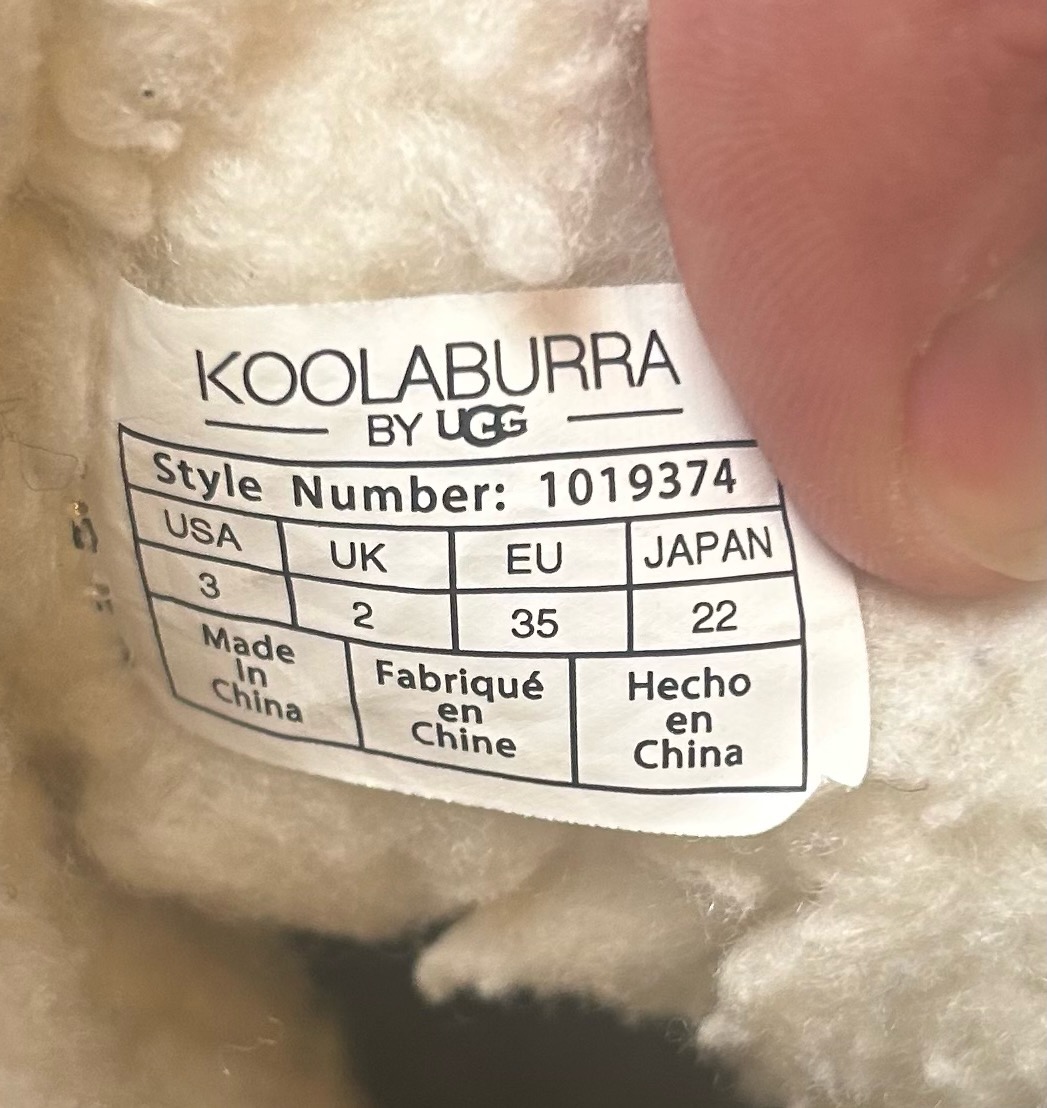 KOOLABURRA
BY UGG
Style Number: 1019374
USA UK EU JAPAN
3 2 35 22
Made In China
Fabriqué en Chine
Hecho en China